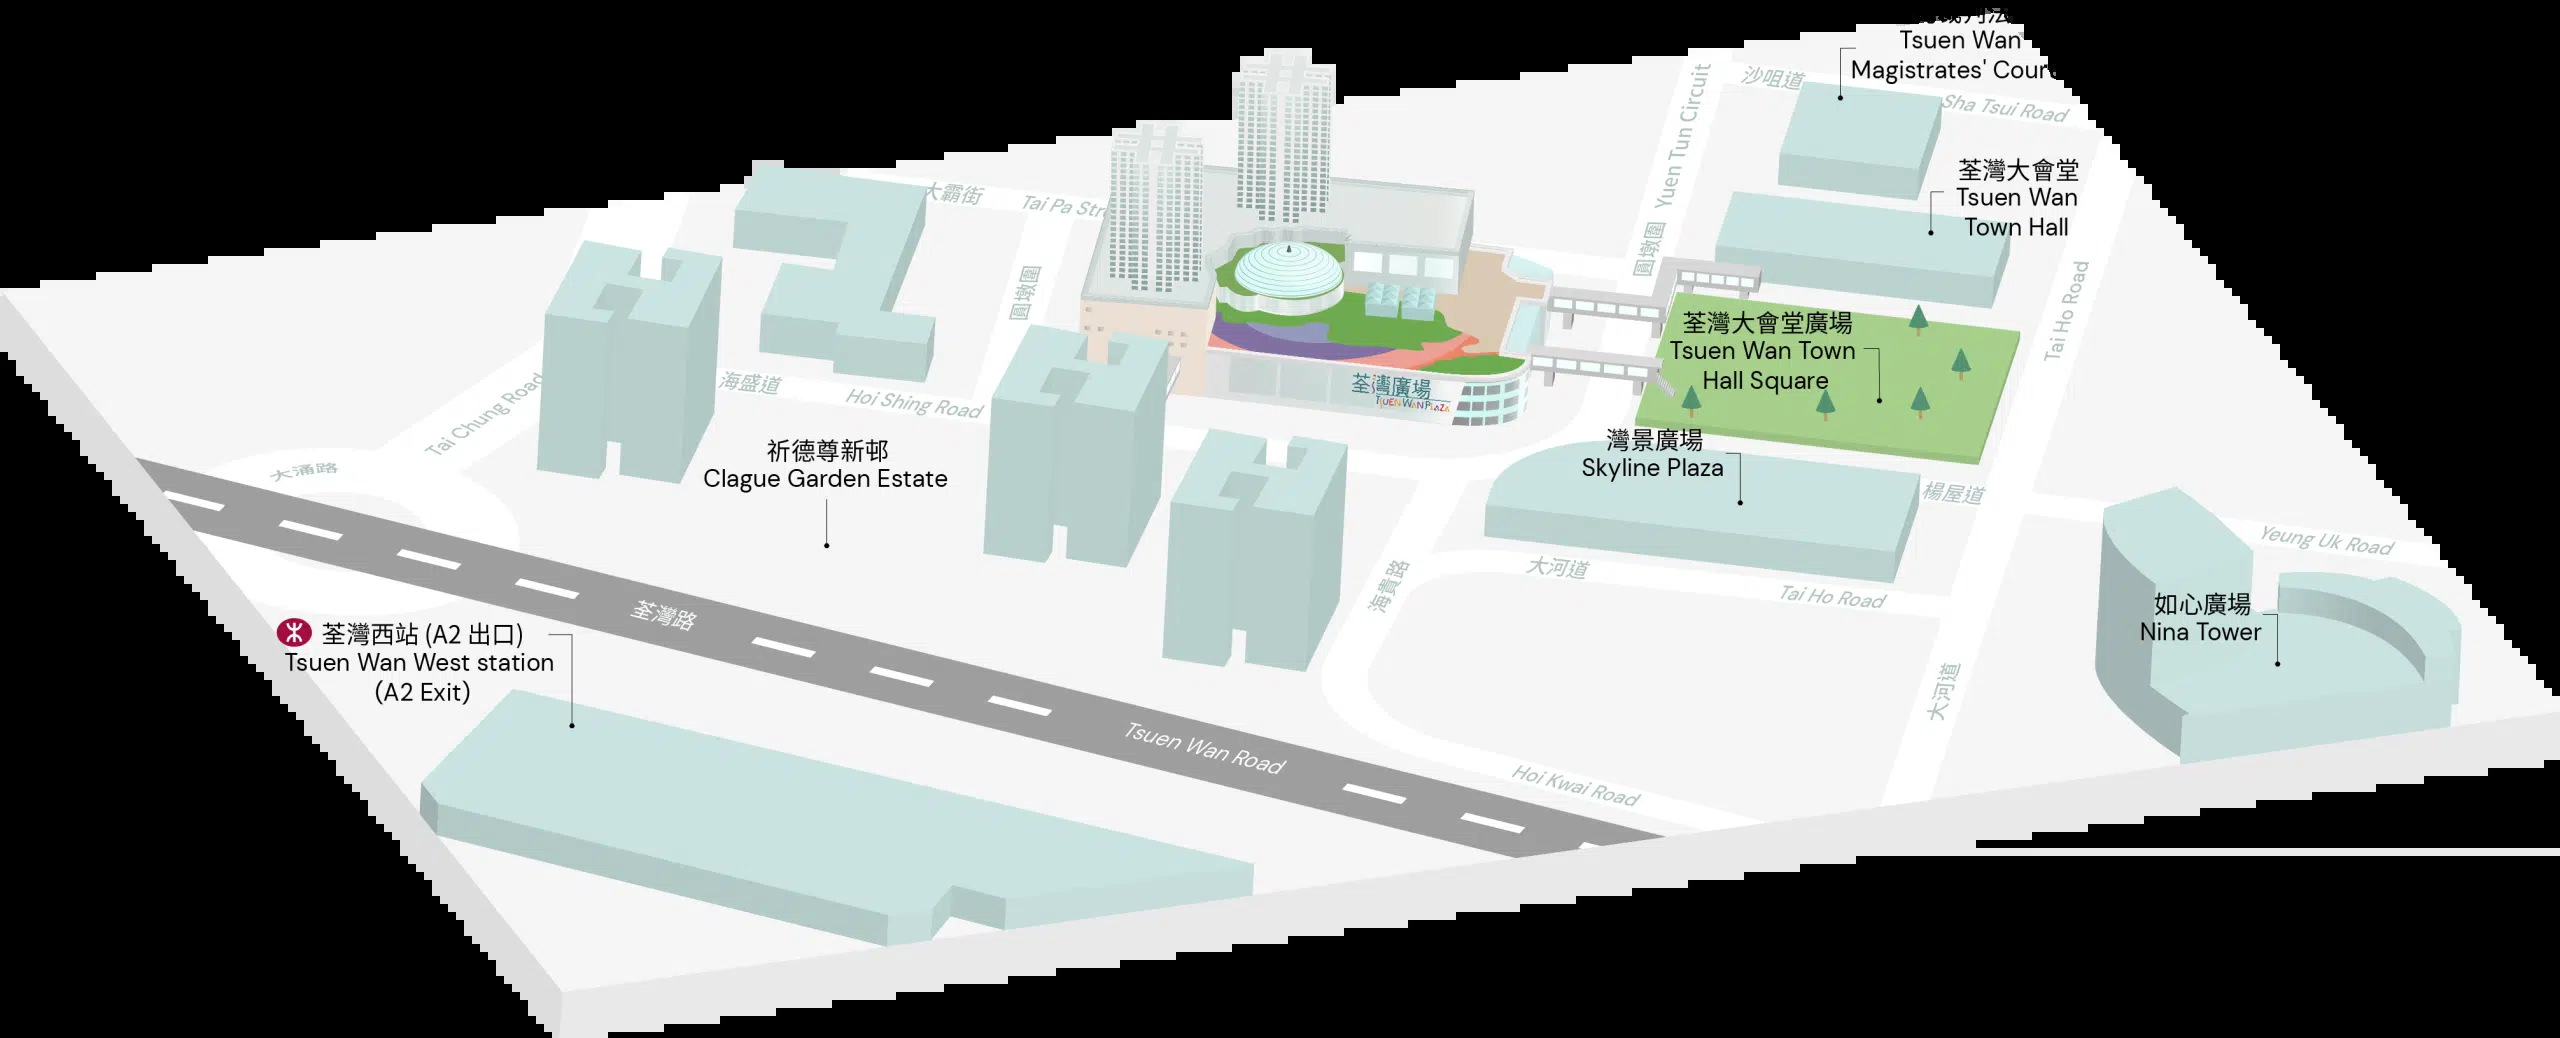 Tsuen Wan
Magistrates' Court
沙咀道
Sha Tsui Road
Yuen Tun Circuit
圓墩圍
荃灣大會堂
Tsuen Wan
Town Hall
大霸街
Tai Pa Str
圓墩圍
Tai Ho Road
荃灣大會堂廣場
Tsuen Wan Town
Hall Square
荃灣廣場
TSUEN WAN PLAZA
海盛道
Hoi Shing Road
Tai Chung Road
大涌路
祈德尊新邨
Clague Garden Estate
灣景廣場
Skyline Plaza
楊屋道
Yeung Uk Road
大河道
Tai Ho Road
海貴路
如心廣場
Nina Tower
荃灣路
荃灣西站 (A2 出口)
Tsuen Wan West station
(A2 Exit)
大河道
Tsuen Wan Road
Hoi Kwai Road